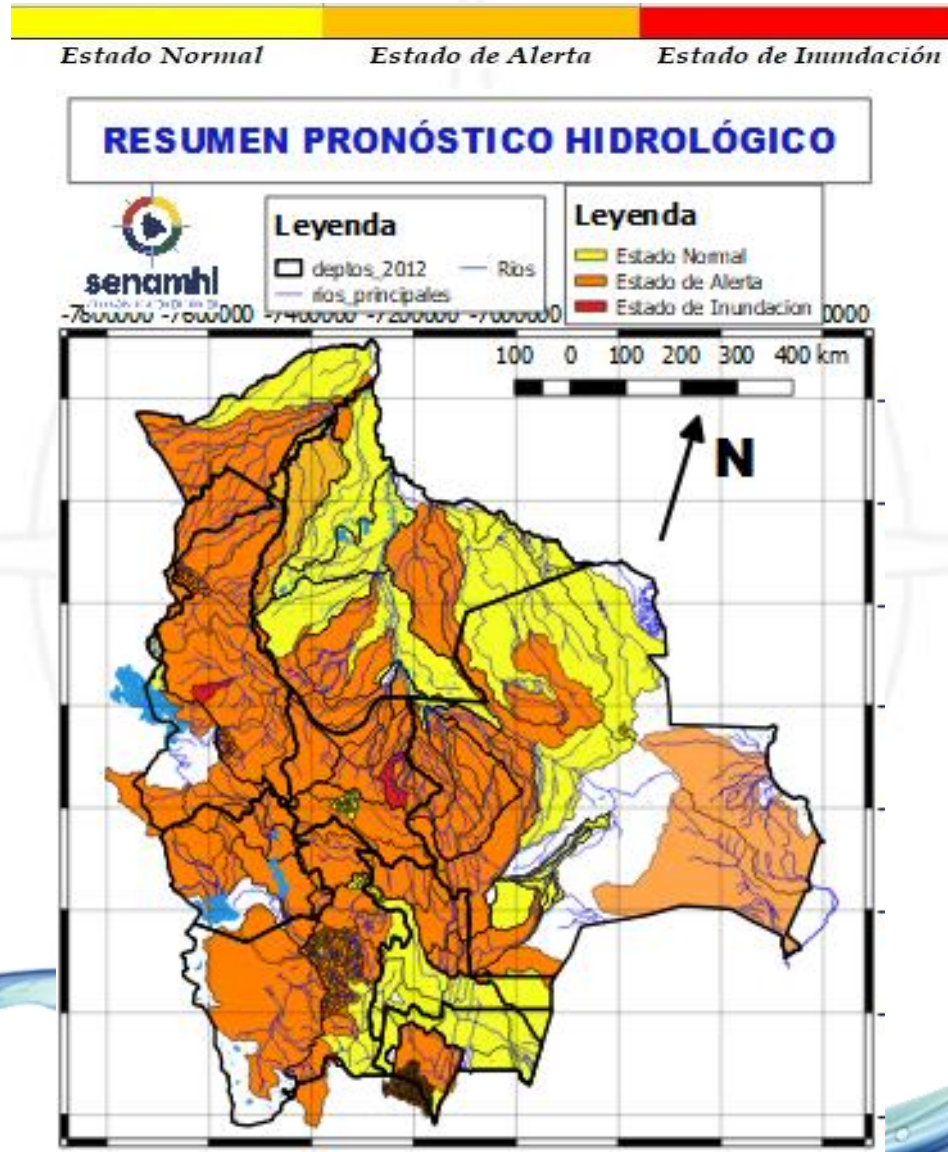 Estado Normal Estado de Alerta Estado de Inundación
RESUMEN PRONÓSTICO HIDROLÓGICO
senamhi
Leyenda
deptos_2012 Rios
rios_principales
Leyenda
Estado Normal
Estado de Alerta
Estado de Inundacion
-7800000 -7600000 -7400000 -7200000 -7000000 0000
100 0 100 200 300 400 km
N